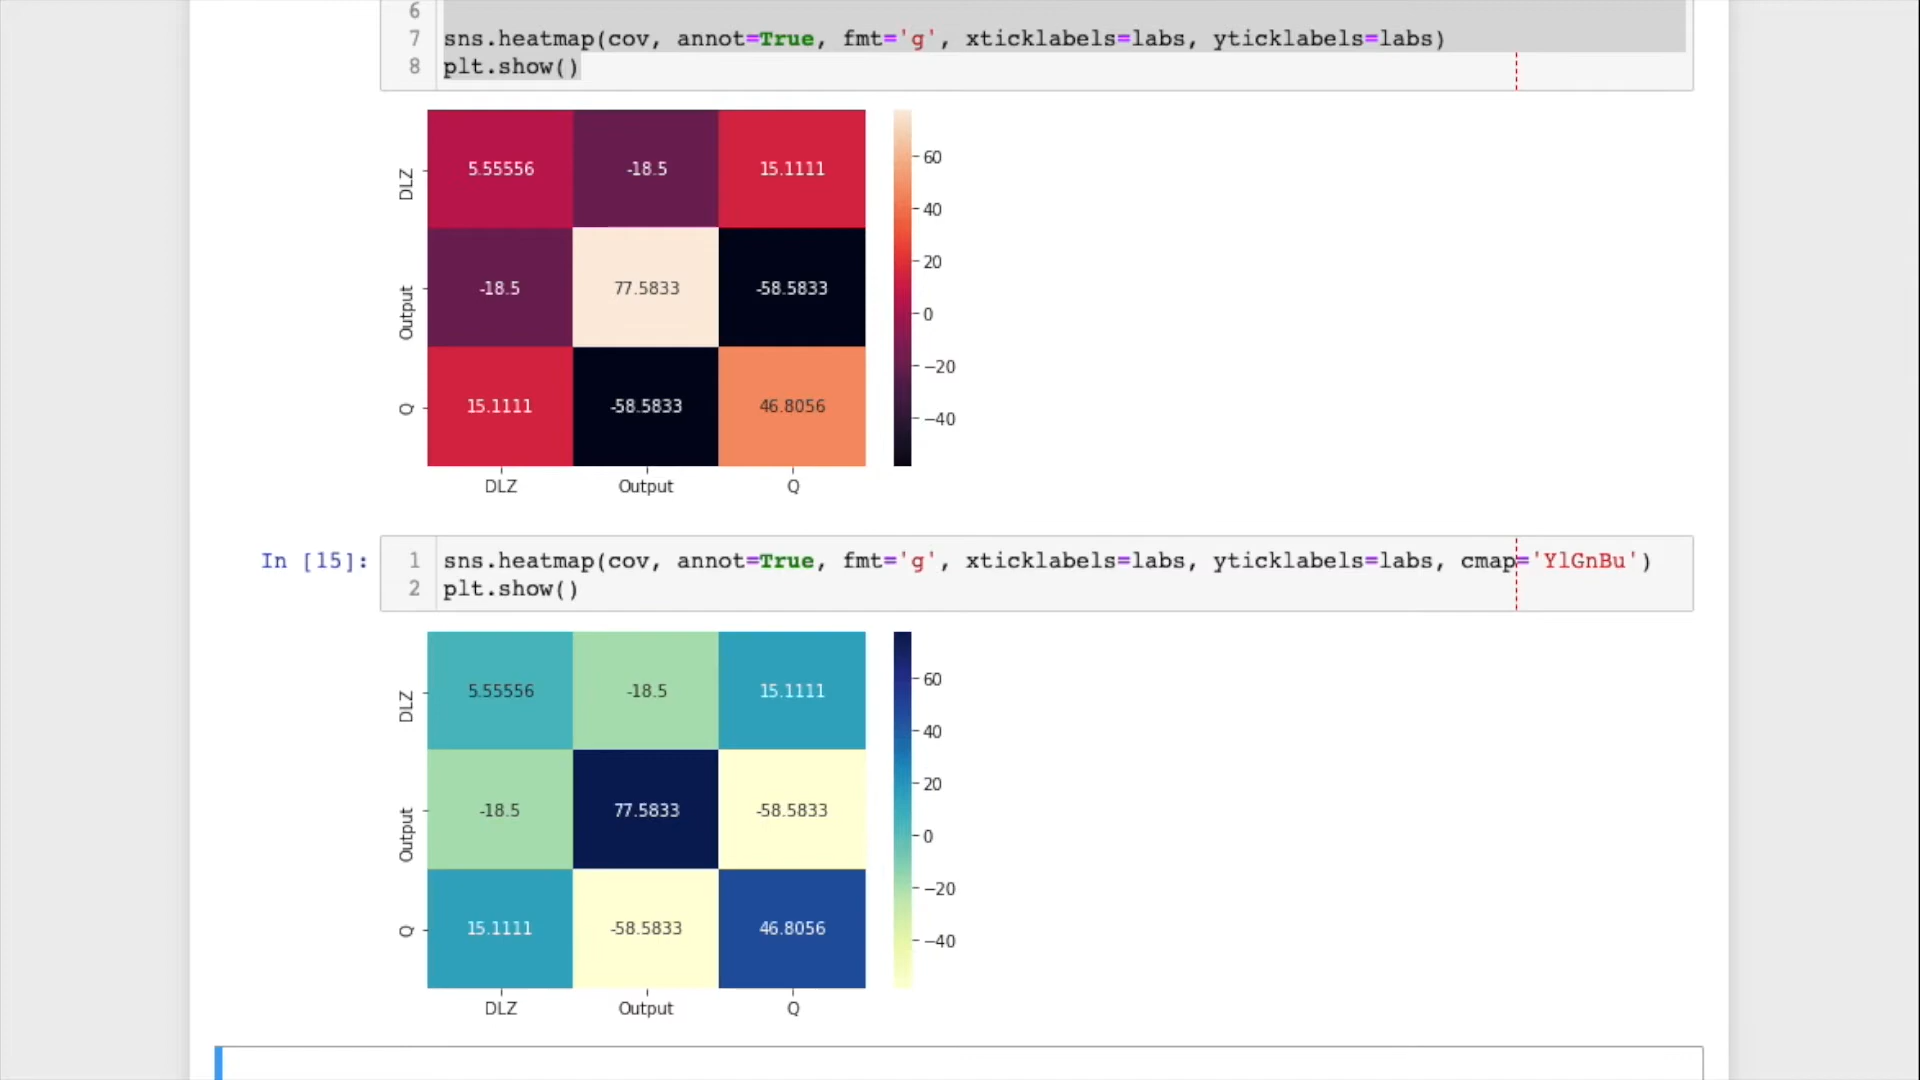 6
7 sns.heatmap(cov, annot=True, fmt='g', xticklabels=labs, yticklabels=labs)
8 plt.show()
DLZ 5.55556 -18.5 15.1111
Output -18.5 77.5833 -58.5833
Q 15.1111 -58.5833 46.8056
DLZ Output Q
60
40
20
0
−20
−40
In [15]:
1 sns.heatmap(cov, annot=True, fmt='g', xticklabels=labs, yticklabels=labs, cmap='YlGnBu')
2 plt.show()
DLZ 5.55556 -18.5 15.1111
Output -18.5 77.5833 -58.5833
Q 15.1111 -58.5833 46.8056
DLZ Output Q
60
40
20
0
−20
−40